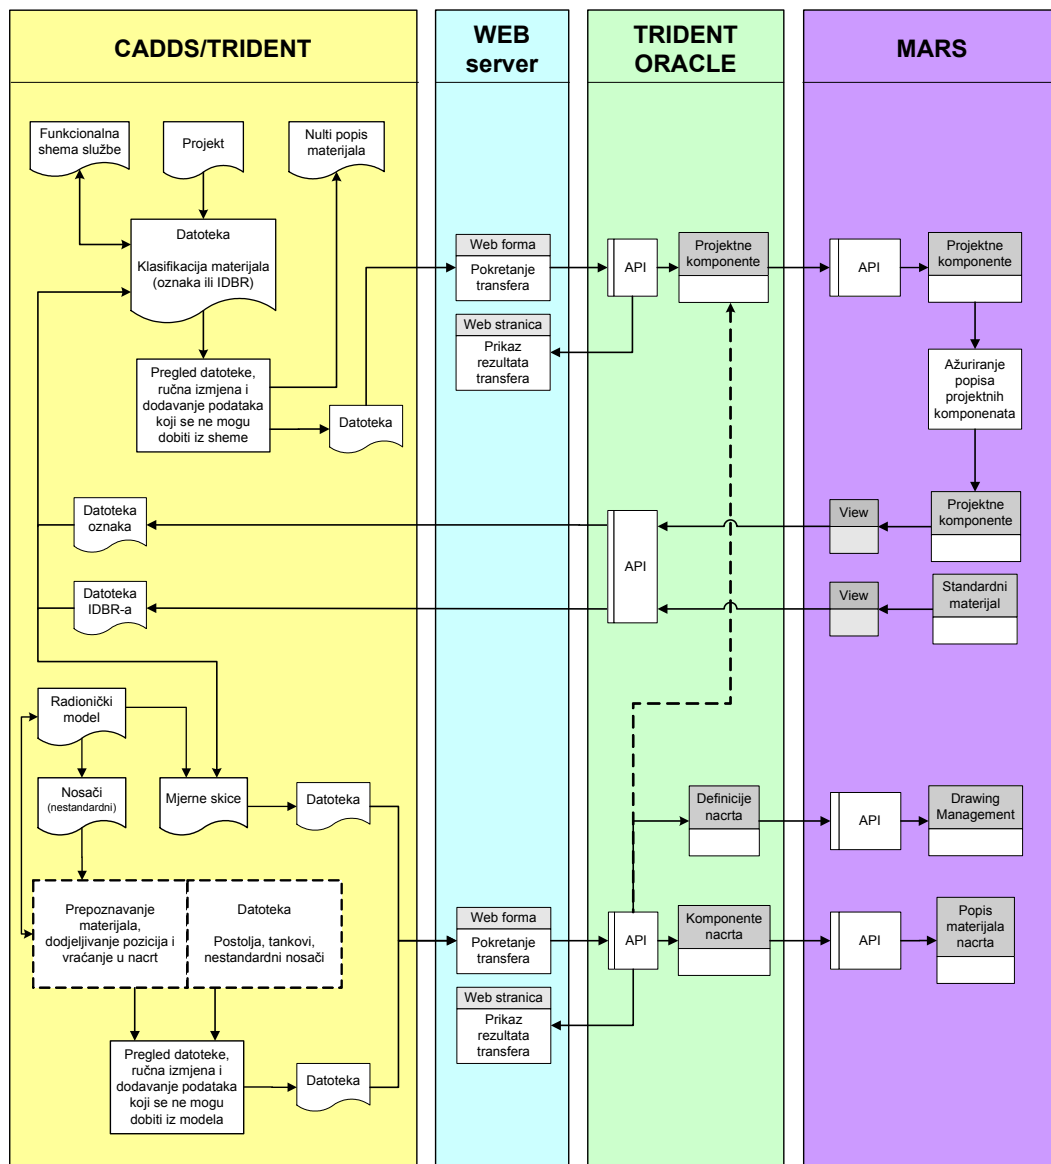 CADDS/TRIDENT
WEB
server
TRIDENT
ORACLE
MARS
Funkcionalna
shema službe
Projekt
Nulti popis
materijala
Datoteka
Klasifikacija materijala
(oznaka ili IDBR)
Pregled datoteke,
ručna izmjena i
dodavanje podataka
koji se ne mogu
dobiti iz sheme
Datoteka
Web forma
Pokretanje
transfera
Web stranica
Prikaz
rezultata
transfera
API
Projektne
komponente
API
Projektne
komponente
Ažuriranje
popisa
projektnih
komponenata
Datoteka
oznaka
API
View
Projektne
komponente
Datoteka
IDBR-a
View
Standardni
materijal
Radionički
model
Nosači
(nestandardni)
Mjerne skice
Datoteka
Definicije
nacrta
API
Drawing
Management
Prepoznavanje
materijala,
dodjeljivanje pozicija i
vraćanje u nacrt
Datoteka
Postolja, tankovi,
nestandardni nosači
Web forma
Pokretanje
transfera
Web stranica
Prikaz
rezultata
transfera
API
Komponente
nacrta
API
Popis
materijala
nacrta
Pregled datoteke,
ručna izmjena i
dodavanje podataka
koji se ne mogu
dobiti iz modela
Datoteka